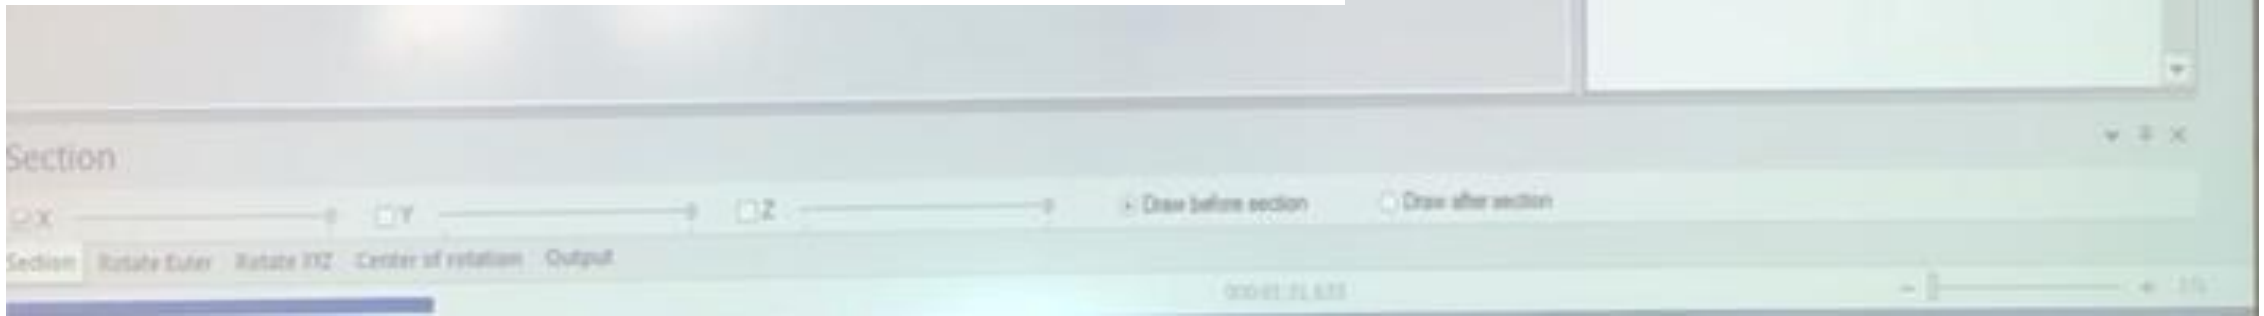 Section
X Y Z Draw before section Draw after section
Section Rotate Euler Rotate XYZ Center of rotation Output